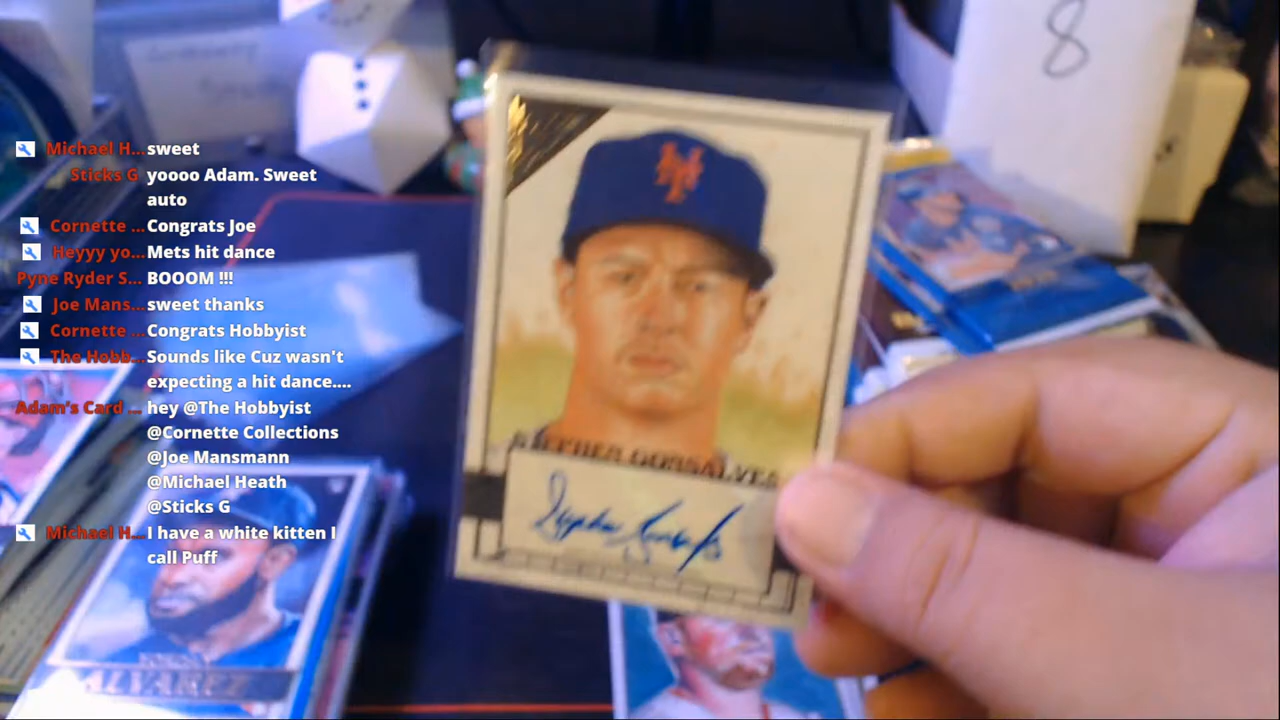 8
Michael H... sweet
Sticks G yoooo Adam. Sweet
auto
Cornette ... Congrats Joe
Heyyy yo... Mets hit dance
Pyne Ryder S... BOOOM !!!
Joe Mans... sweet thanks
Cornette ... Congrats Hobbyist
The Hobb... Sounds like Cuz wasn't
expecting a hit dance....
Adam's Card ... hey @The Hobbyist
@Cornette Collections
@Joe Mansmann
@Michael Heath
@Sticks G
Michael H... I have a white kitten I
call Puff
GONSALVES
ALVAREZ